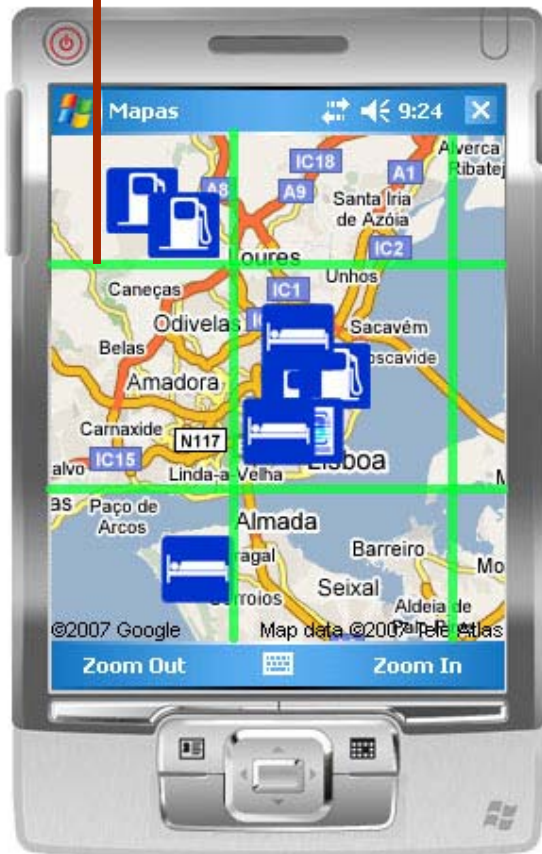 Mapas 9:24
Alverca
Ribatej
IC18
A1
A8
A9
Santa Iria
de Azóia
IC2
Loures
Unhos
Caneças
IC1
Odivelas
Sacavém
Belas
oscavide
Amadora
Carnaxide
N117
alvo
IC15
Lisboa
Linda-a-Velha
as
Paço de
Arcos
Almada
ragal
Barreiro
Mo
Seixal
orroios
Aldeia de
©2007 Google
Map data ©2007 Tele Atlas
Zoom Out
Zoom In